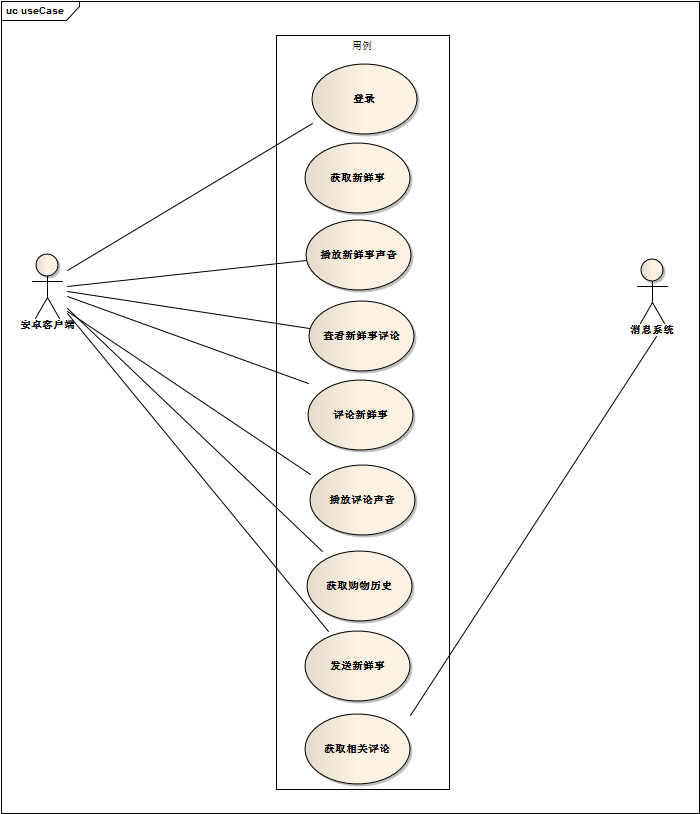 uc useCase
用例
登录
获取新鲜事
播放新鲜事声音
安卓客户端
消息系统
查看新鲜事评论
评论新鲜事
播放评论声音
获取购物历史
发送新鲜事
获取相关评论